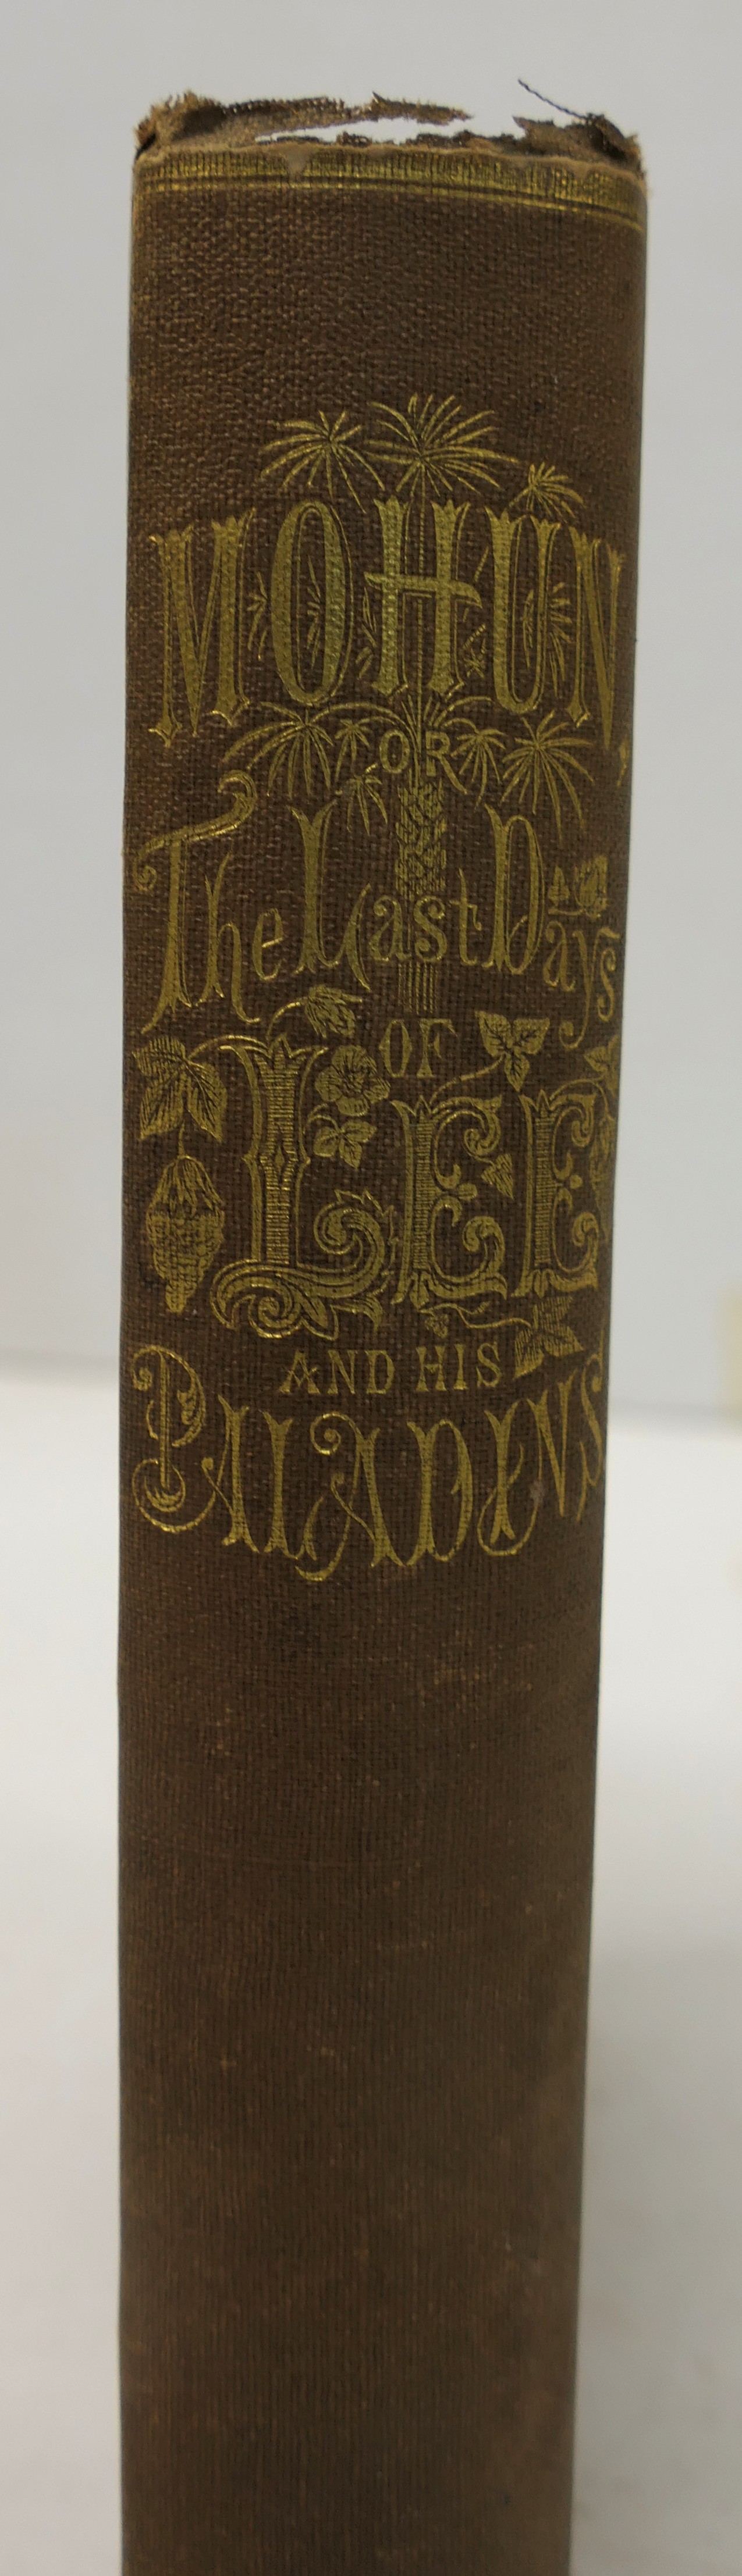 MOHUN,
OR
The Last Days
OF
LEE
AND HIS
PALADINS